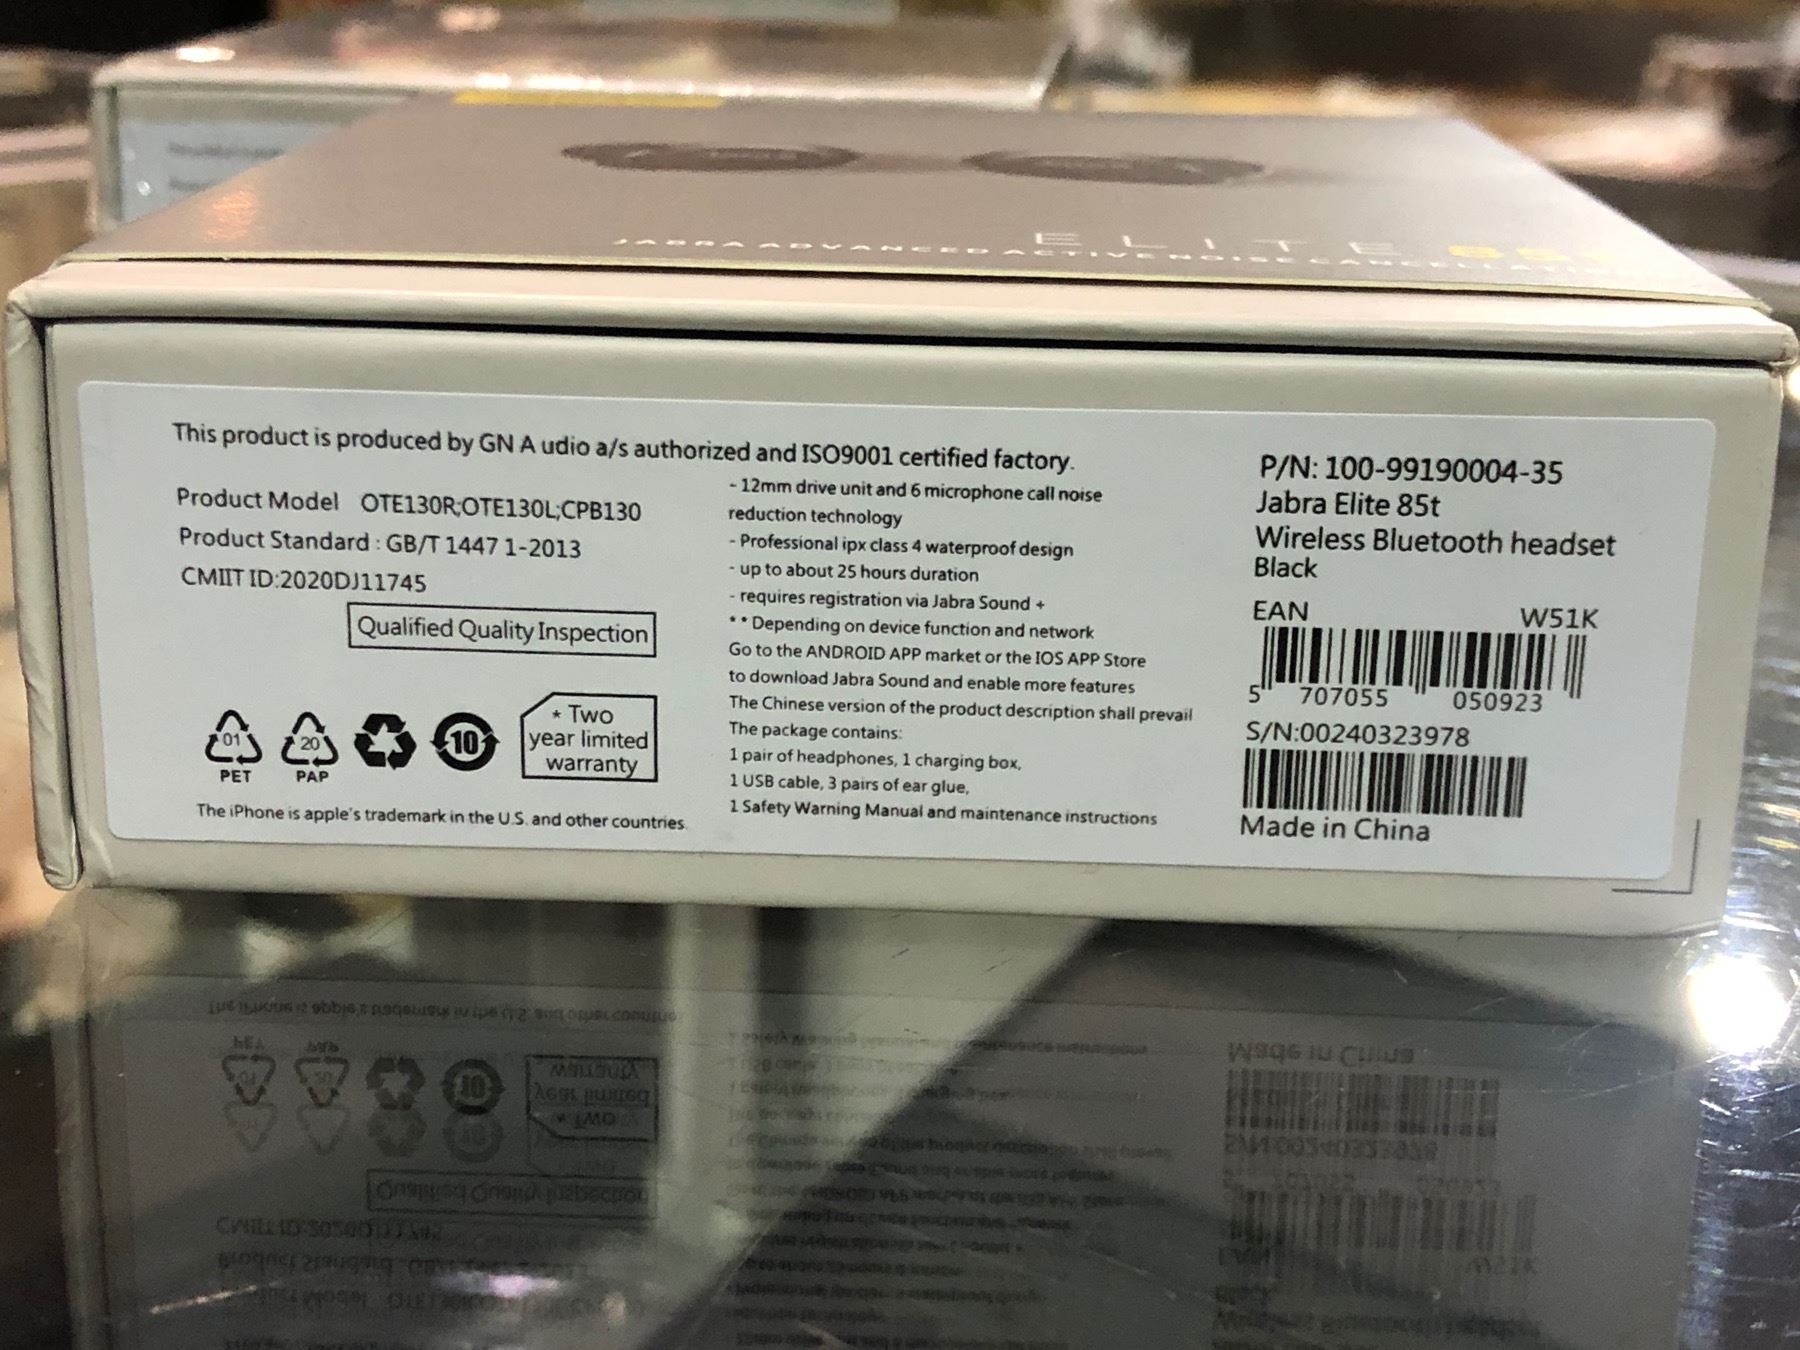 ELITE 85t
JABRA ADVANCED ACTIVE NOISE CANCELLATION
This product is produced by GN A udio a/s authorized and ISO9001 certified factory.
Product Model OTE130R;OTE130L;CPB130
Product Standard : GB/T 1447 1-2013
CMIIT ID:2020DJ11745
Qualified Quality Inspection
01
PET
20
PAP
10
* Two
year limited
warranty
The iPhone is apple's trademark in the U.S. and other countries.
- 12mm drive unit and 6 microphone call noise
reduction technology
- Professional ipx class 4 waterproof design
- up to about 25 hours duration
- requires registration via Jabra Sound +
** Depending on device function and network
Go to the ANDROID APP market or the IOS APP Store
to download Jabra Sound and enable more features
The Chinese version of the product description shall prevail
The package contains:
1 pair of headphones, 1 charging box,
1 USB cable, 3 pairs of ear glue,
1 Safety Warning Manual and maintenance instructions
P/N: 100-99190004-35
Jabra Elite 85t
Wireless Bluetooth headset
Black
EAN W51K
5 707055 050923
S/N:00240323978
Made in China